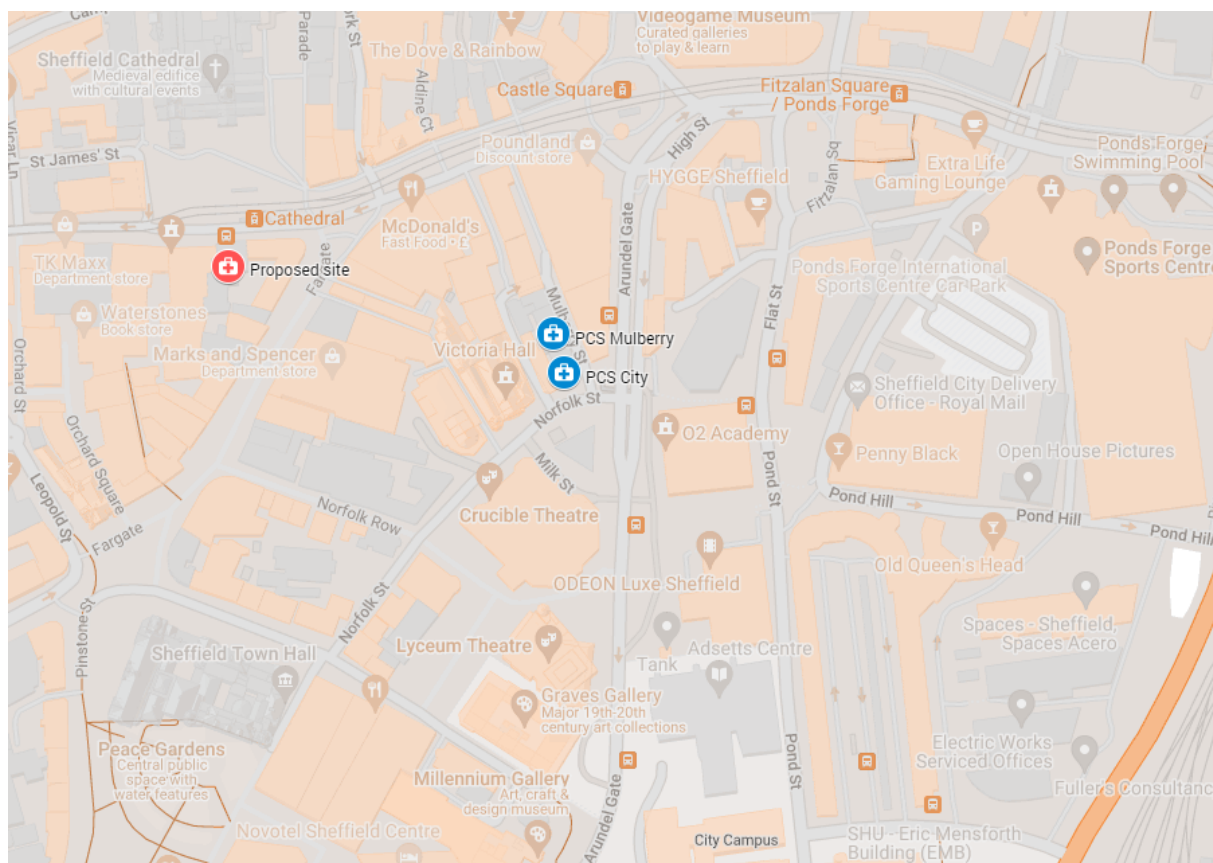 Videogame Museum
Curated galleries
to play & learn
The Dove & Rainbow
Sheffield Cathedral
Medieval edifice
with cultural events
Parade
Aldine Ct
Castle Square
Fitzalan Square
/ Ponds Forge
High St
Vicar Ln
St James' St
Poundland
Discount store
HYGGE Sheffield
Extra Life
Gaming Lounge
Ponds Forge
Swimming Pool
Fitzalan Sq
Cathedral
McDonald's
Fast Food • £
Arundel Gate
TK Maxx
Department store
Proposed site
Fargate
Ponds Forge
Sports Centre
Ponds Forge International
Sports Centre Car Park
Waterstones
Book store
Flat St
PCS Mulberry
Marks and Spencer
Department store
Victoria Hall
PCS City
Orchard St
Norfolk St
Sheffield City Delivery
Office - Royal Mail
Orchard Square
O2 Academy
Penny Black
Open House Pictures
Leopold St
Milk St
Pond St
Norfolk Row
Crucible Theatre
Pond Hill
Pond Hill
Pond Hill
Fargate
ODEON Luxe Sheffield
Old Queen's Head
Norfolk St
Pinstone St
Lyceum Theatre
Tank
Adsetts Centre
Spaces - Sheffield,
Spaces Acero
Sheffield Town Hall
Graves Gallery
Major 19th-20th
century art collections
Peace Gardens
Central public
space with
water features
Pond St
Electric Works
Serviced Offices
Millennium Gallery
Art, craft &
design museum
Arundel Gate
Fuller's Consultanc
Novotel Sheffield Centre
City Campus
SHU - Eric Mensforth
Building (EMB)